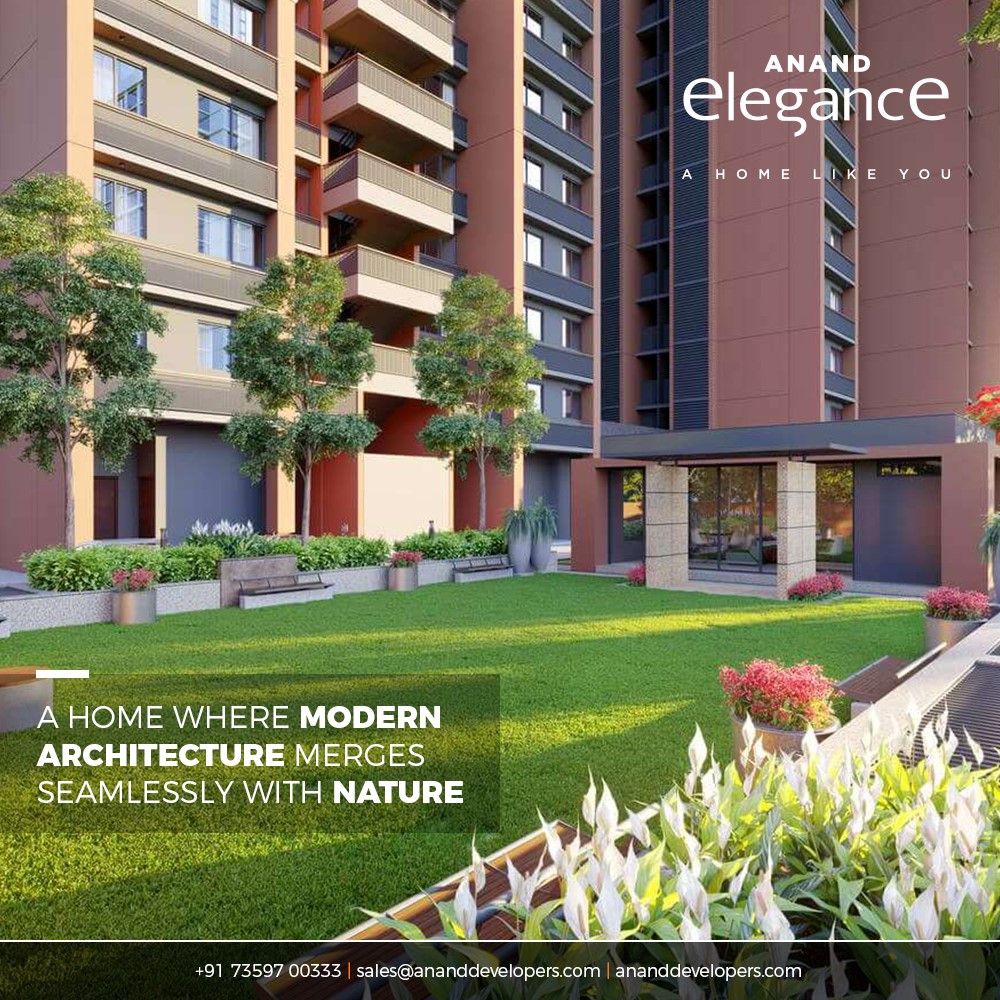 ANAND
elegance
A HOME LIKE YOU
A HOME WHERE MODERN
ARCHITECTURE MERGES
SEAMLESSLY WITH NATURE
+91 73597 00333 | sales@ananddevelopers.com | ananddevelopers.com